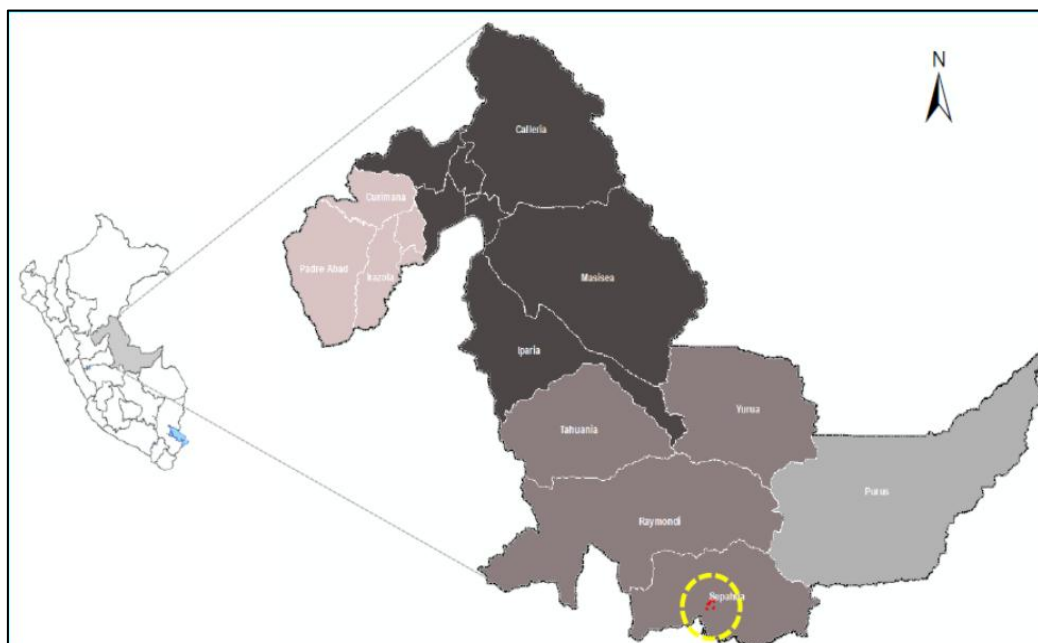 N
Calleria
Curimana
Padre Abad
Irazola
Masisea
Iparia
Yurua
Tahuania
Purus
Raymondi
Sepahua